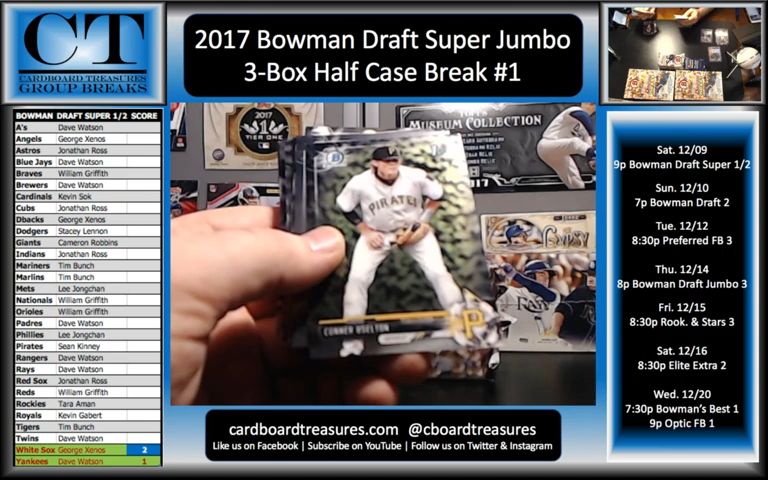 CT
CARDBOARD TREASURES
GROUP BREAKS
2017 Bowman Draft Super Jumbo
3-Box Half Case Break #1
BOWMAN DRAFT SUPER 1/2 SCORE
A's Dave Watson
Angels George Xenos
Astros Jonathan Ross
Blue Jays Dave Watson
Braves William Griffith
Brewers Dave Watson
Cardinals Kevin Sok
Cubs Jonathan Ross
Dbacks George Xenos
Dodgers Stacey Lennon
Giants Cameron Robbins
Indians Jonathan Ross
Mariners Tim Bunch
Marlins Tim Bunch
Mets Lee Jongchan
Nationals William Griffith
Orioles William Griffith
Padres Dave Watson
Phillies Lee Jongchan
Pirates Sean Kinney
Rangers Dave Watson
Rays Dave Watson
Red Sox Jonathan Ross
Reds William Griffith
Rockies Tara Aman
Royals Kevin Gabert
Tigers Tim Bunch
Twins Dave Watson
White Sox George Xenos 2
Yankees Dave Watson 1
2017
TIER ONE
MUSEUM COLLECTION
2017
GYPSY
RAYS
PIRATES
CONNER USELTON
P
Sat. 12/09
9p Bowman Draft Super 1/2
Sun. 12/10
7p Bowman Draft 2
Tue. 12/12
8:30p Preferred FB 3
Thu. 12/14
8p Bowman Draft Jumbo 3
Fri. 12/15
8:30p Rook. & Stars 3
Sat. 12/16
8:30p Elite Extra 2
Wed. 12/20
7:30p Bowman's Best 1
9p Optic FB 1
cardboardtreasures.com @cboardtreasures
Like us on Facebook | Subscribe on YouTube | Follow us on Twitter & Instagram